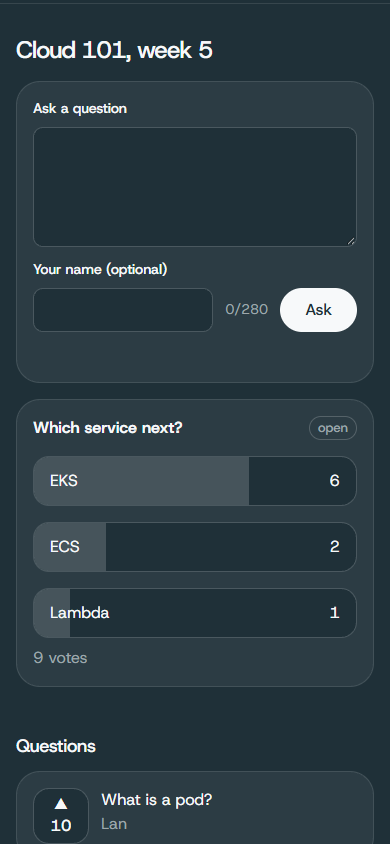 Cloud 101, week 5
Ask a question
Your name (optional)
0/280 Ask
Which service next? open
EKS 6
ECS 2
Lambda 1
9 votes
Questions
▲ What is a pod?
10 Lan